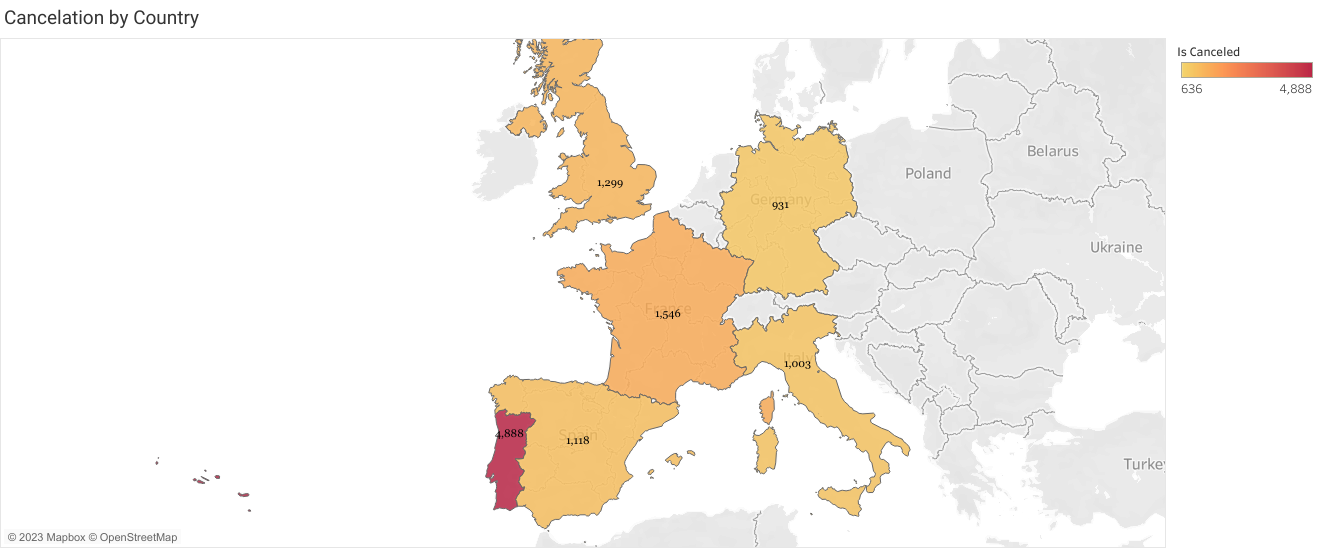 Cancelation by Country
Is Canceled
636 4,888
1,299
Germany
931
Poland
Belarus
Ukraine
France
1,546
Italy
1,003
4,888
Spain
1,118
Turkey
© 2023 Mapbox © OpenStreetMap